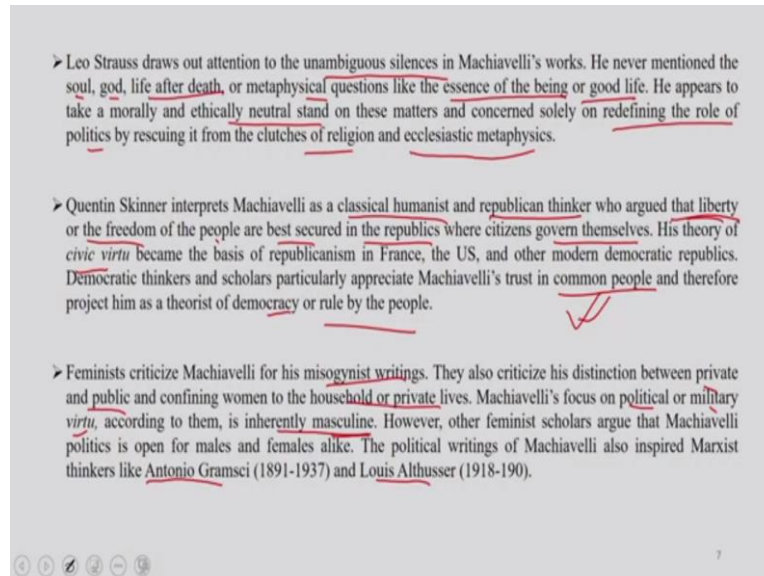 ➢Leo Strauss draws out attention to the unambiguous silences in Machiavelli's works. He never mentioned the
soul, god, life after death, or metaphysical questions like the essence of the being or good life. He appears to
take a morally and ethically neutral stand on these matters and concerned solely on redefining the role of
politics by rescuing it from the clutches of religion and ecclesiastic metaphysics.
➢Quentin Skinner interprets Machiavelli as a classical humanist and republican thinker who argued that liberty
or the freedom of the people are best secured in the republics where citizens govern themselves. His theory of
civic virtu became the basis of republicanism in France, the US, and other modern democratic republics.
Democratic thinkers and scholars particularly appreciate Machiavelli's trust in common people and therefore
project him as a theorist of democracy or rule by the people.
➢Feminists criticize Machiavelli for his misogynist writings. They also criticize his distinction between private
and public and confining women to the household or private lives. Machiavelli's focus on political or military
virtu, according to them, is inherently masculine. However, other feminist scholars argue that Machiavelli
politics is open for males and females alike. The political writings of Machiavelli also inspired Marxist
thinkers like Antonio Gramsci (1891-1937) and Louis Althusser (1918-190).
7